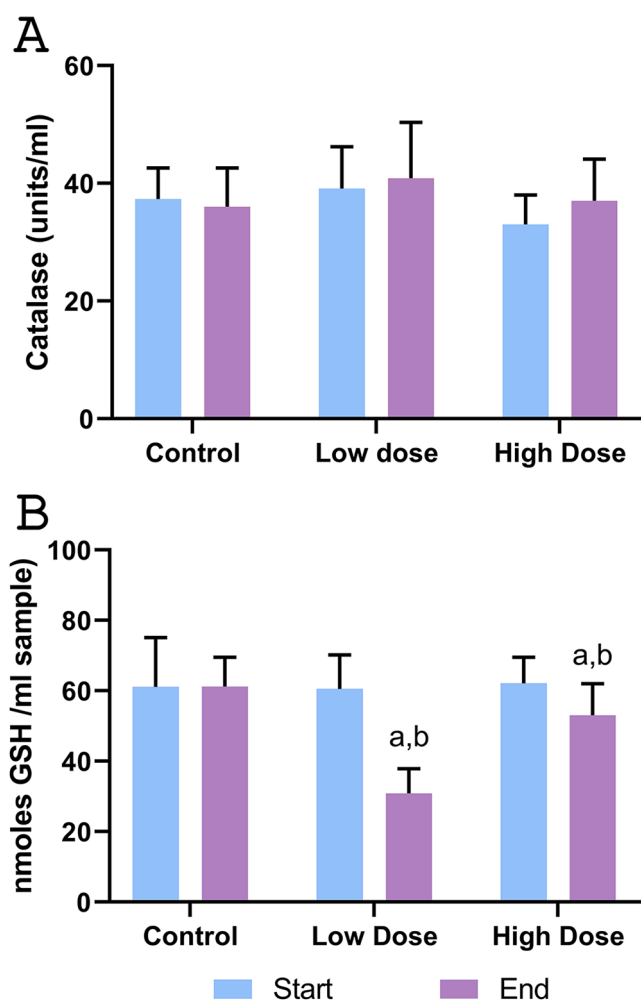 A
Catalase (units/ml)
60
40
20
0
Control Low dose High Dose
B
nmoles GSH /ml sample)
100
80
60
40
20
0
a,b
a,b
Control Low Dose High Dose
Start End